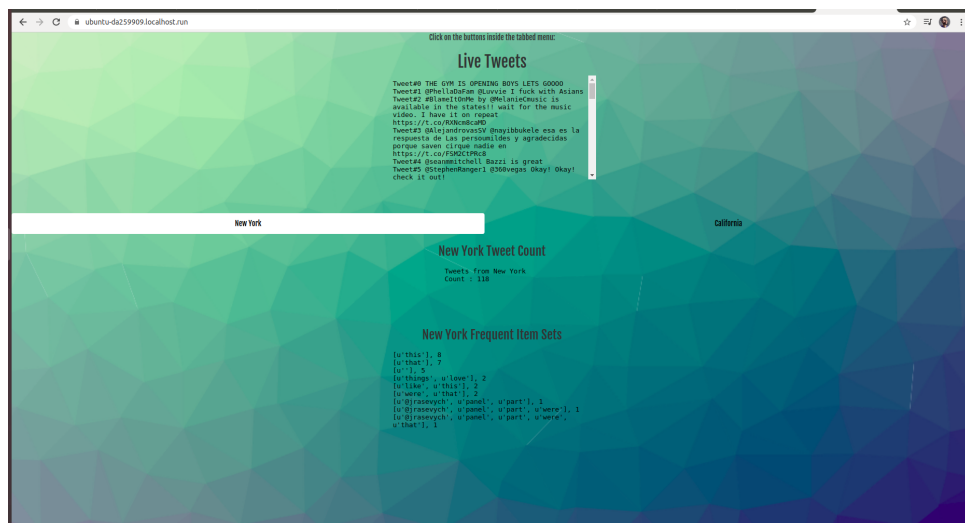 ubuntu-da259909.localhost.run
Click on the buttons inside the tabbed menu:
Live Tweets
Tweet#0 THE GYM IS OPENING BOYS LETS GOOOO
Tweet#1 @PhellaDaFam @Luvvie I fuck with Asians
Tweet#2 #BlameItOnMe by @MelanieCmusic is
available in the states!! wait for the music
video. I have it on repeat
https://t.co/RXNcm8caMD
Tweet#3 @AlejandrovasSV @nayibbukele esa es la
respuesta de Las persoumildes y agradecidas
porque saven cirque nadie en
https://t.co/FSM2CtPRc8
Tweet#4 @seanmmitchell Bazzi is great
Tweet#5 @StephenRanger1 @360vegas Okay! Okay!
check it out!
New York
California
New York Tweet Count
Tweets from New York
Count : 118
New York Frequent Item Sets
[u'this'], 8
[u'that'], 7
[u''], 5
[u'things', u'love'], 2
[u'like', u'this'], 2
[u'were', u'that'], 2
[u'@jrasevych', u'panel', u'part'], 1
[u'@jrasevych', u'panel', u'part', u'were'], 1
[u'@jrasevych', u'panel', u'part', u'were',
u'that'], 1